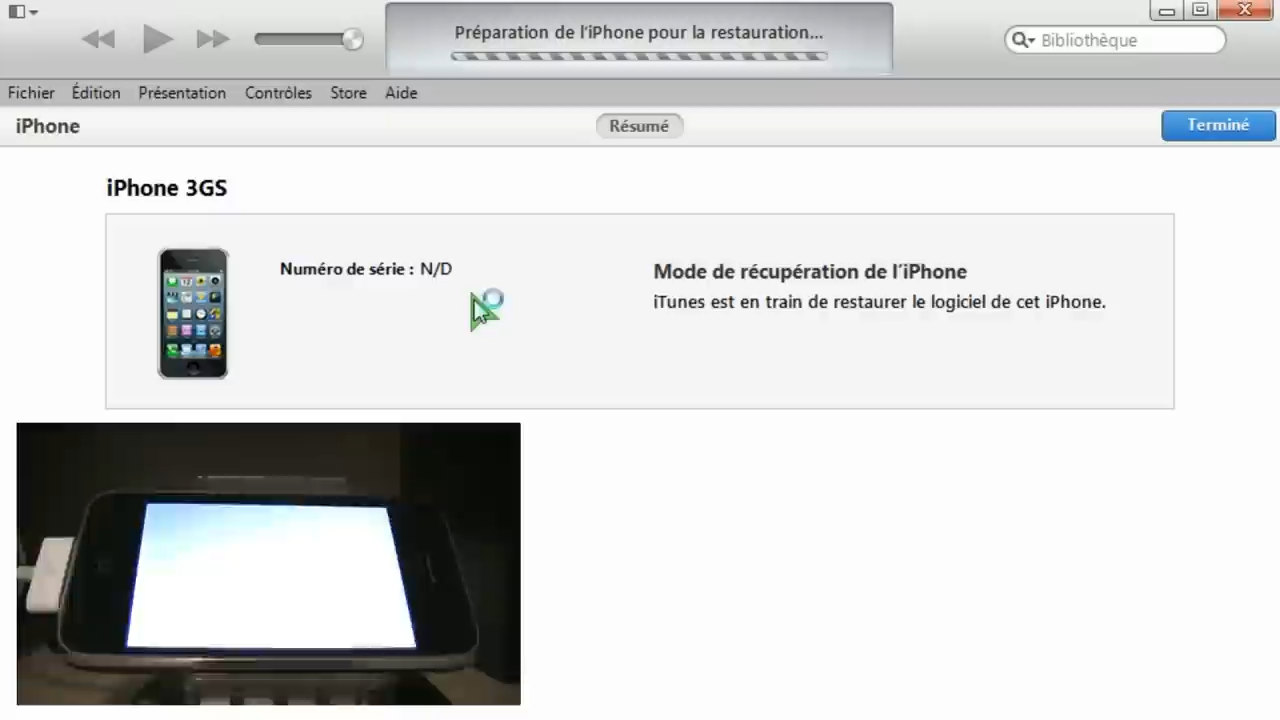 Préparation de l'iPhone pour la restauration...
Bibliothèque
Fichier Édition Présentation Contrôles Store Aide
iPhone Résumé Terminé
iPhone 3GS
Numéro de série : N/D
Mode de récupération de l'iPhone
iTunes est en train de restaurer le logiciel de cet iPhone.